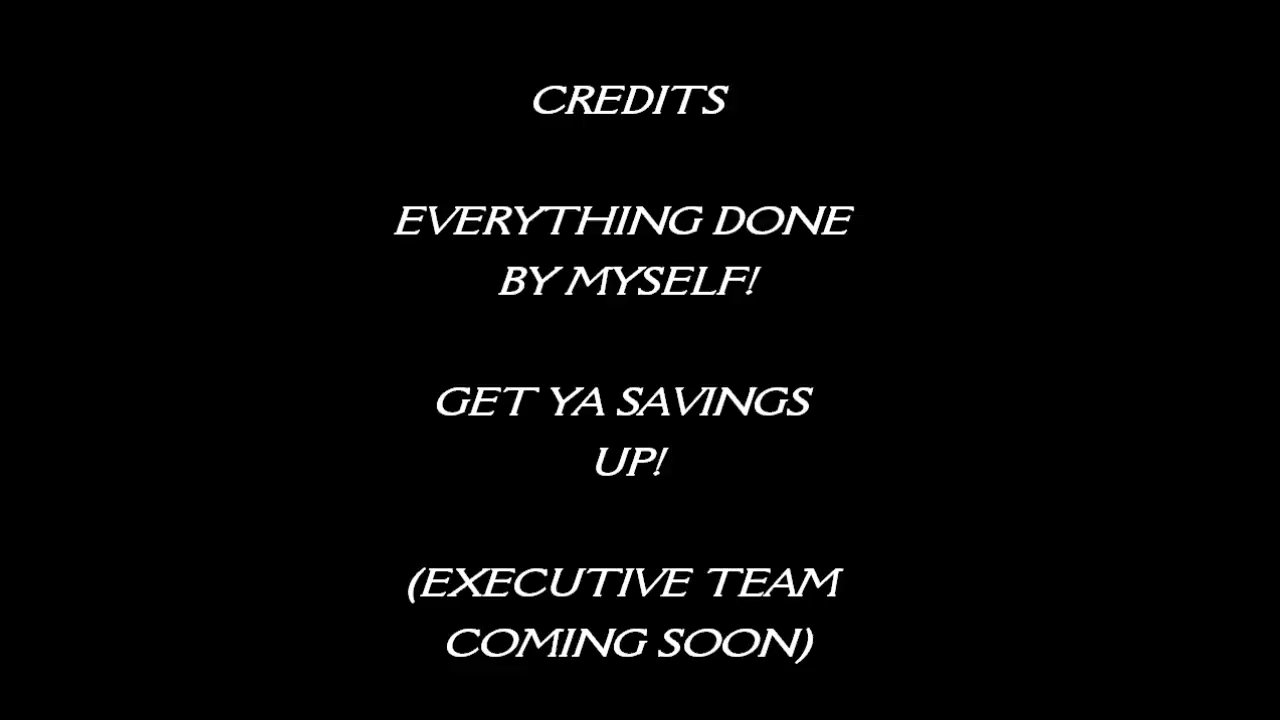 CREDITS
EVERYTHING DONE
BY MYSELF!
GET YA SAVINGS
UP!
(EXECUTIVE TEAM
COMING SOON)